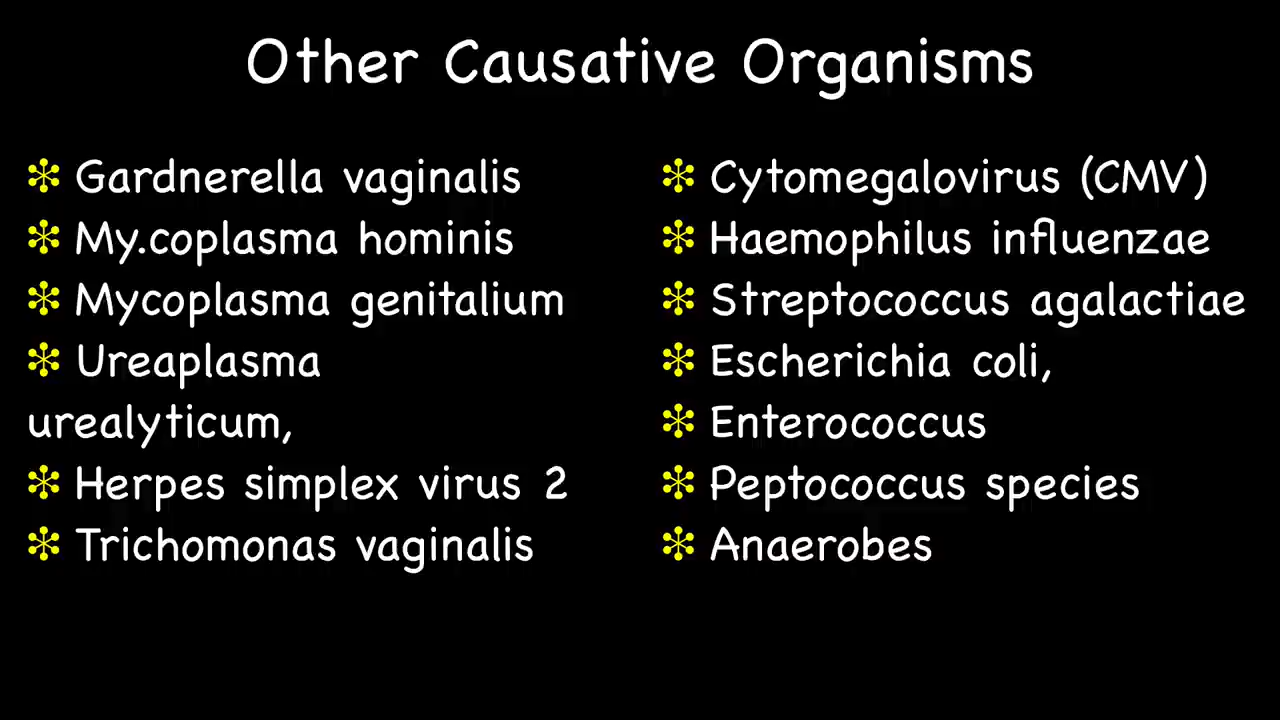 Other Causative Organisms
Gardnerella vaginalis
My.coplasma hominis
Mycoplasma genitalium
Ureaplasma
urealyticum,
Herpes simplex virus 2
Trichomonas vaginalis
Cytomegalovirus (CMV)
Haemophilus influenzae
Streptococcus agalactiae
Escherichia coli,
Enterococcus
Peptococcus species
Anaerobes